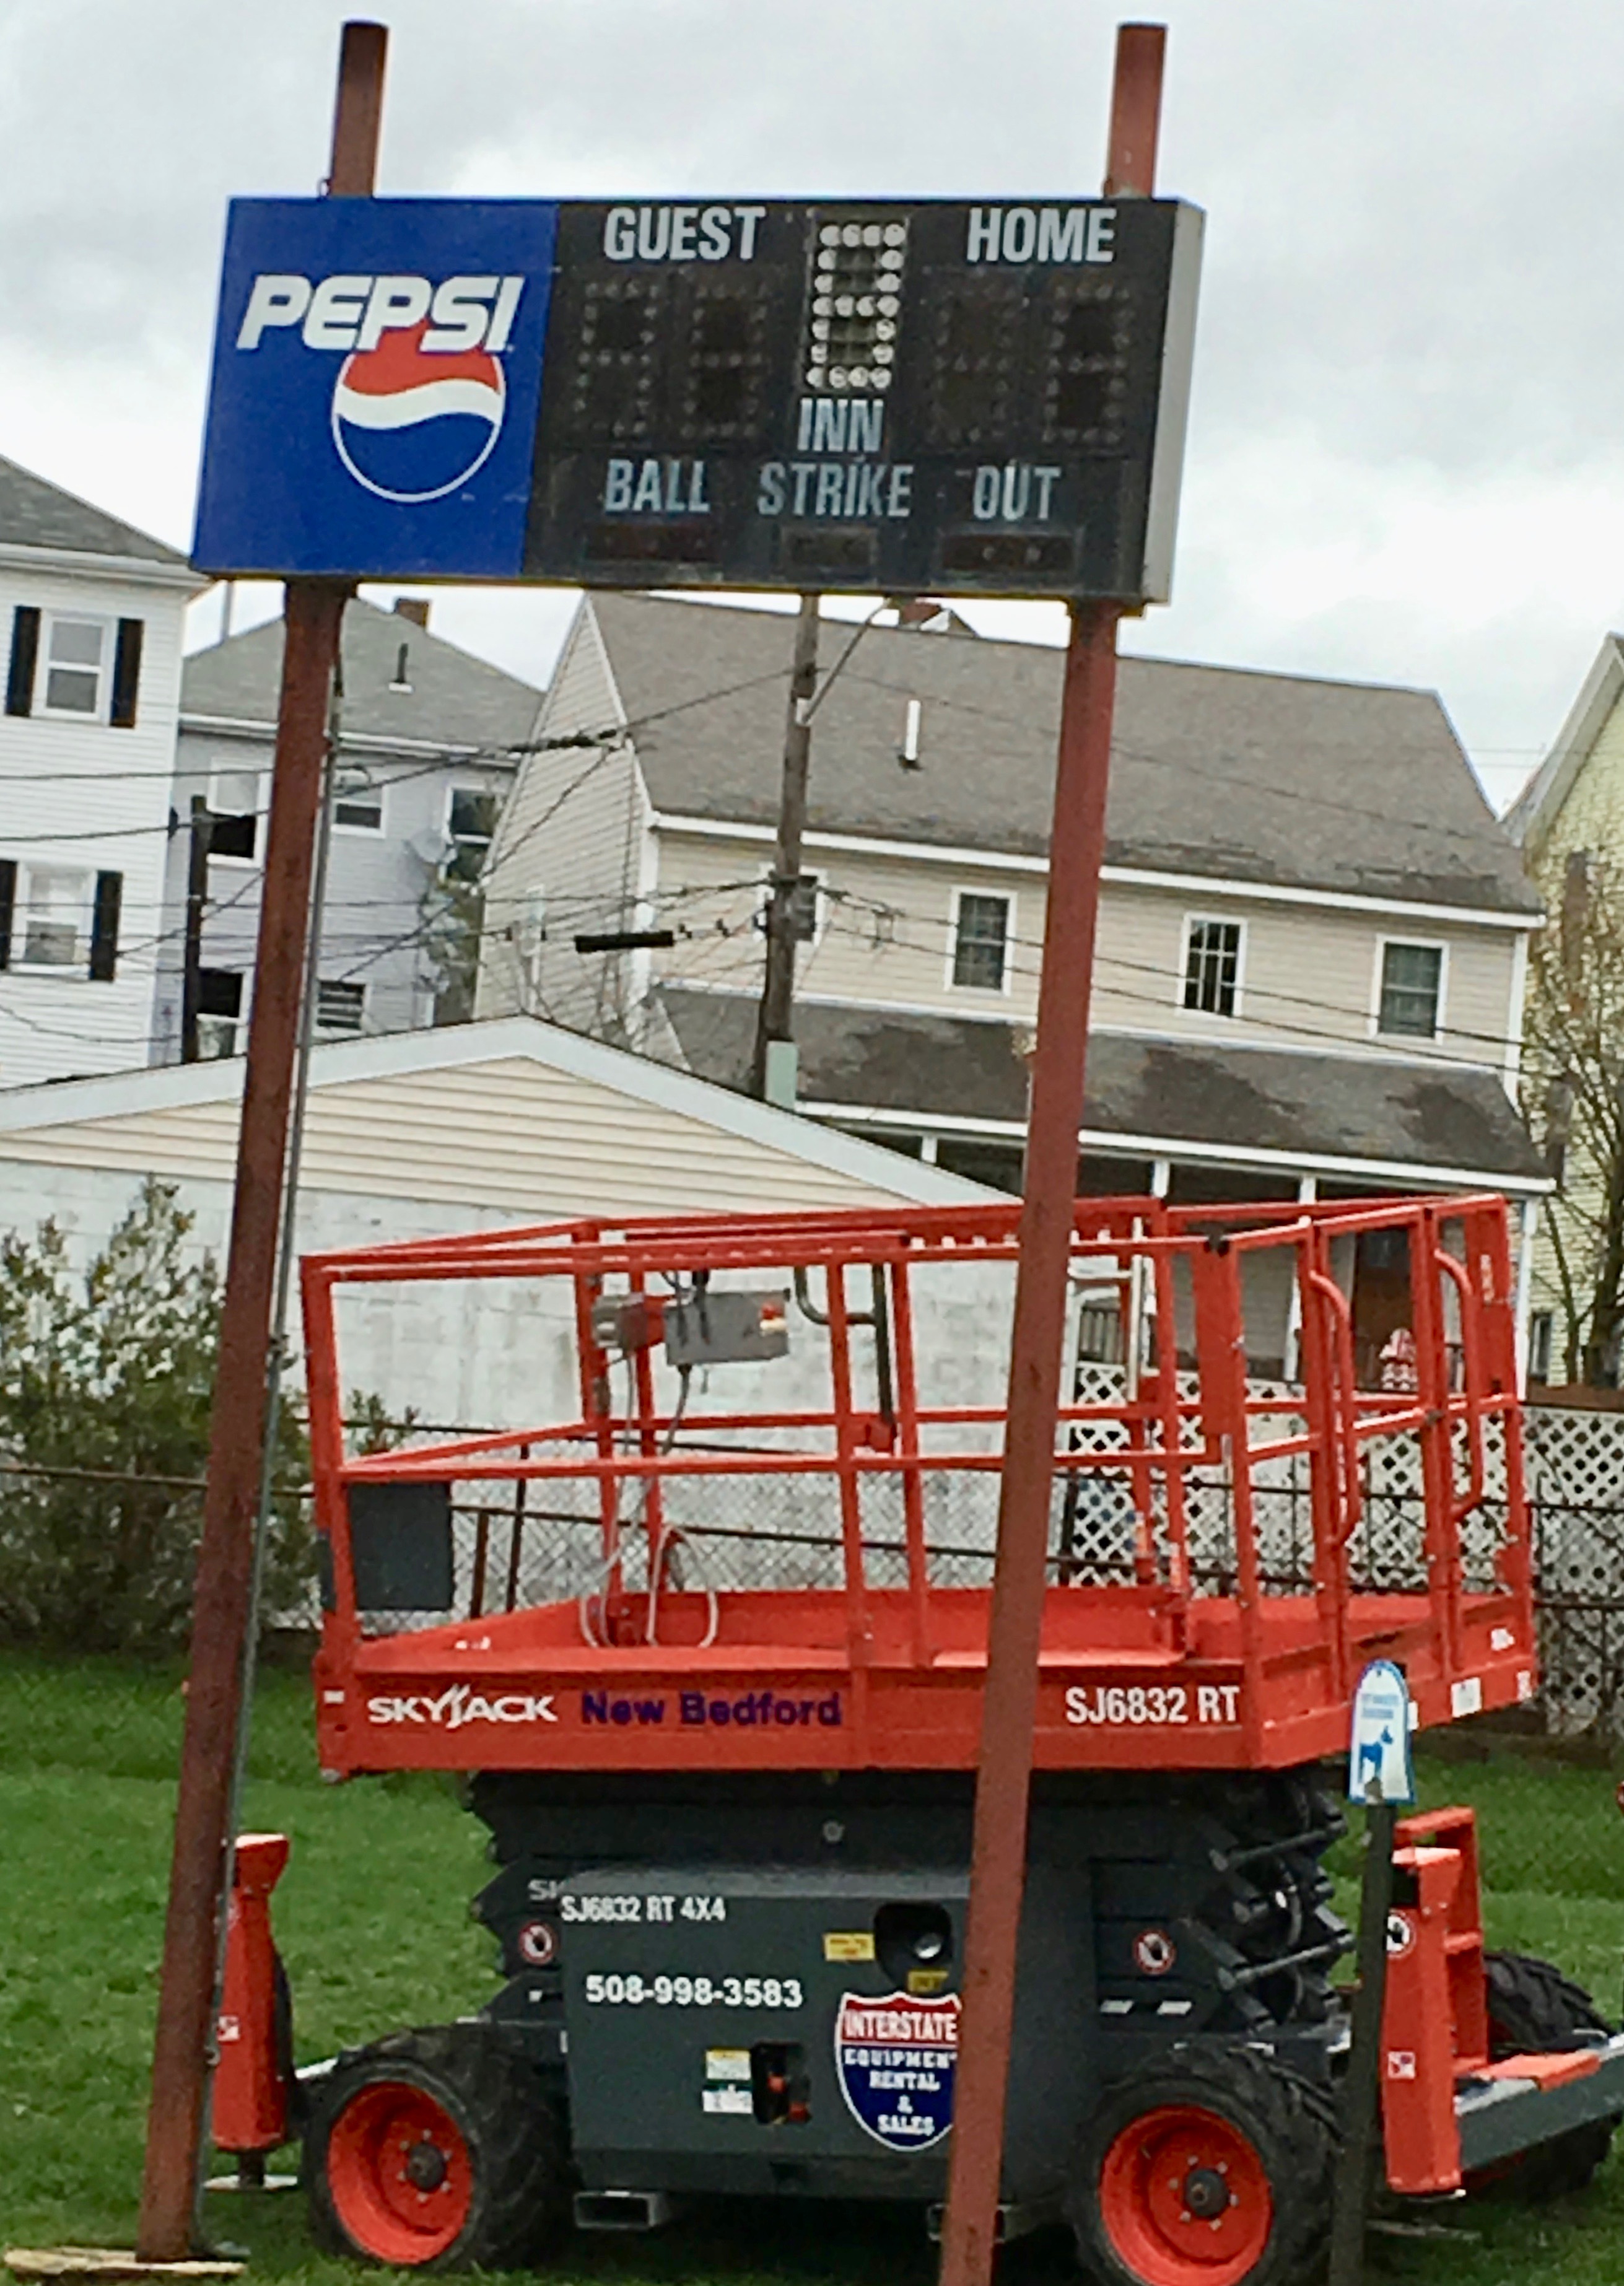 PEPSI
GUEST
HOME
INN
BALL STRIKE OUT
SKYJACK New Bedford SJ6832 RT
SJ6832 RT 4X4
508-998-3583
INTERSTATE
EQUIPMENT
RENTAL
&
SALES